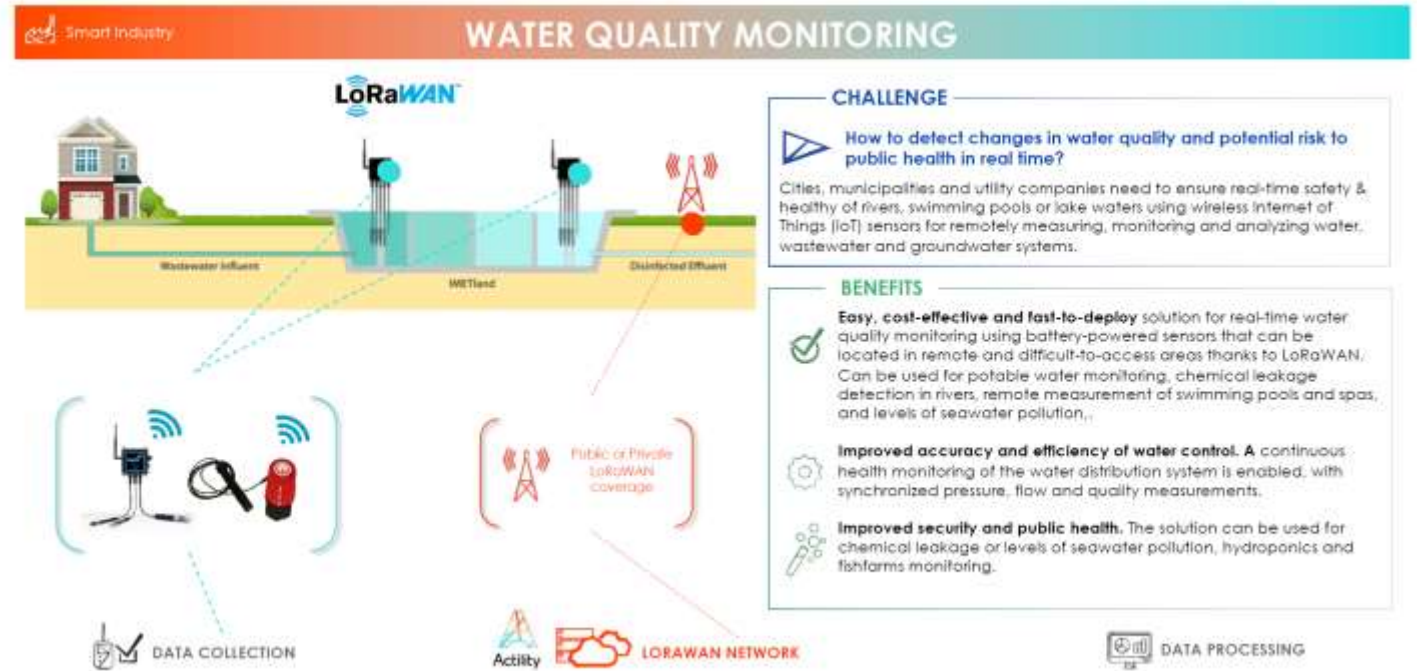 Smart Industry
WATER QUALITY MONITORING
LoRaWAN™
Wastewater Influent
WETland
Disinfected Effluent
Public or Private
LoRaWAN
coverage
DATA COLLECTION
Actility
LORAWAN NETWORK
DATA PROCESSING
CHALLENGE
How to detect changes in water quality and potential risk to
public health in real time?
Cities, municipalities and utility companies need to ensure real-time safety &
healthy of rivers, swimming pools or lake waters using wireless Internet of
Things (IoT) sensors for remotely measuring, monitoring and analyzing water,
wastewater and groundwater systems.
BENEFITS
Easy, cost-effective and fast-to-deploy solution for real-time water
quality monitoring using battery-powered sensors that can be
located in remote and difficult-to-access areas thanks to LoRaWAN.
Can be used for potable water monitoring, chemical leakage
detection in rivers, remote measurement of swimming pools and spas,
and levels of seawater pollution,.
Improved accuracy and efficiency of water control. A continuous
health monitoring of the water distribution system is enabled, with
synchronized pressure, flow and quality measurements.
Improved security and public health. The solution can be used for
chemical leakage or levels of seawater pollution, hydroponics and
fishfarms monitoring.